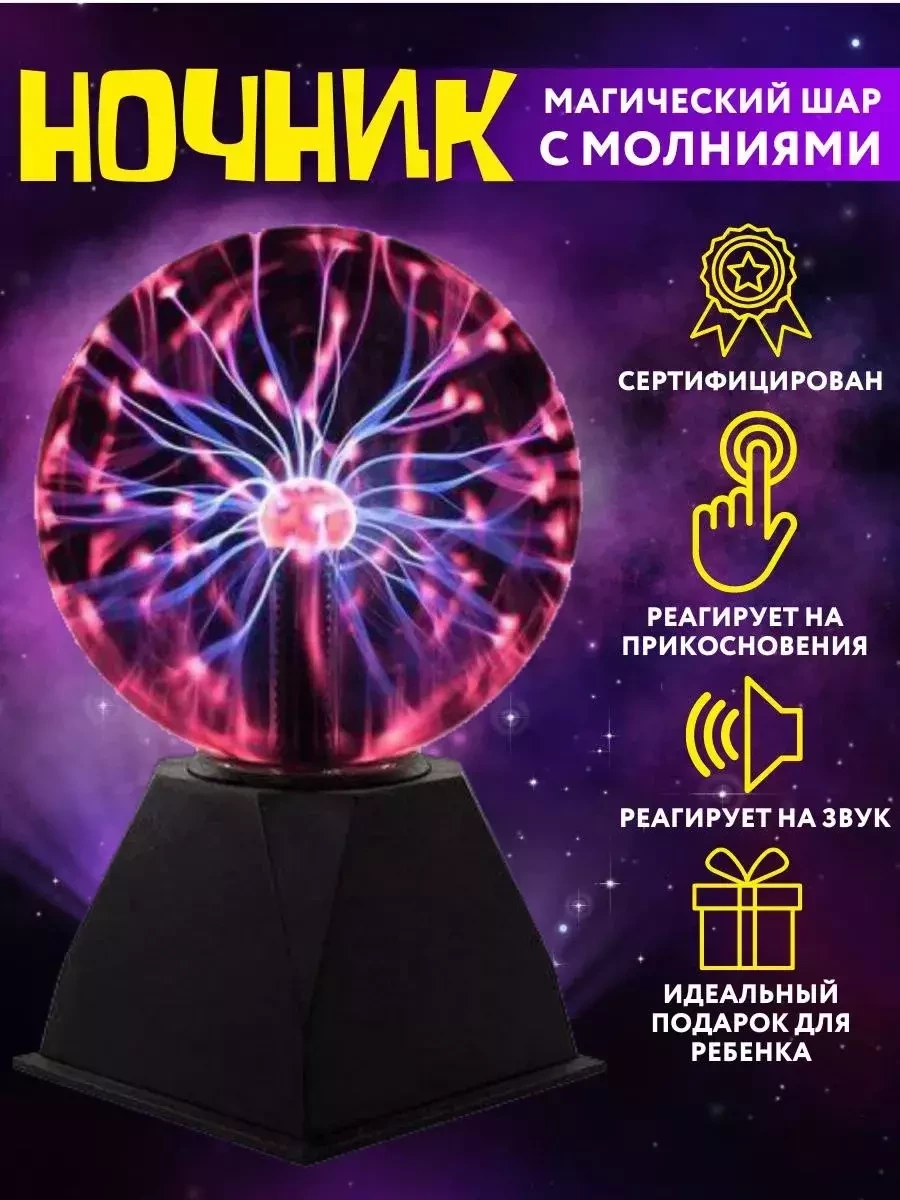 НОЧНИК
МАГИЧЕСКИЙ ШАР
С МОЛНИЯМИ
СЕРТИФИЦИРОВАН
РЕАГИРУЕТ НА
ПРИКОСНОВЕНИЯ
РЕАГИРУЕТ НА ЗВУК
ИДЕАЛЬНЫЙ
ПОДАРОК ДЛЯ
РЕБЕНКА